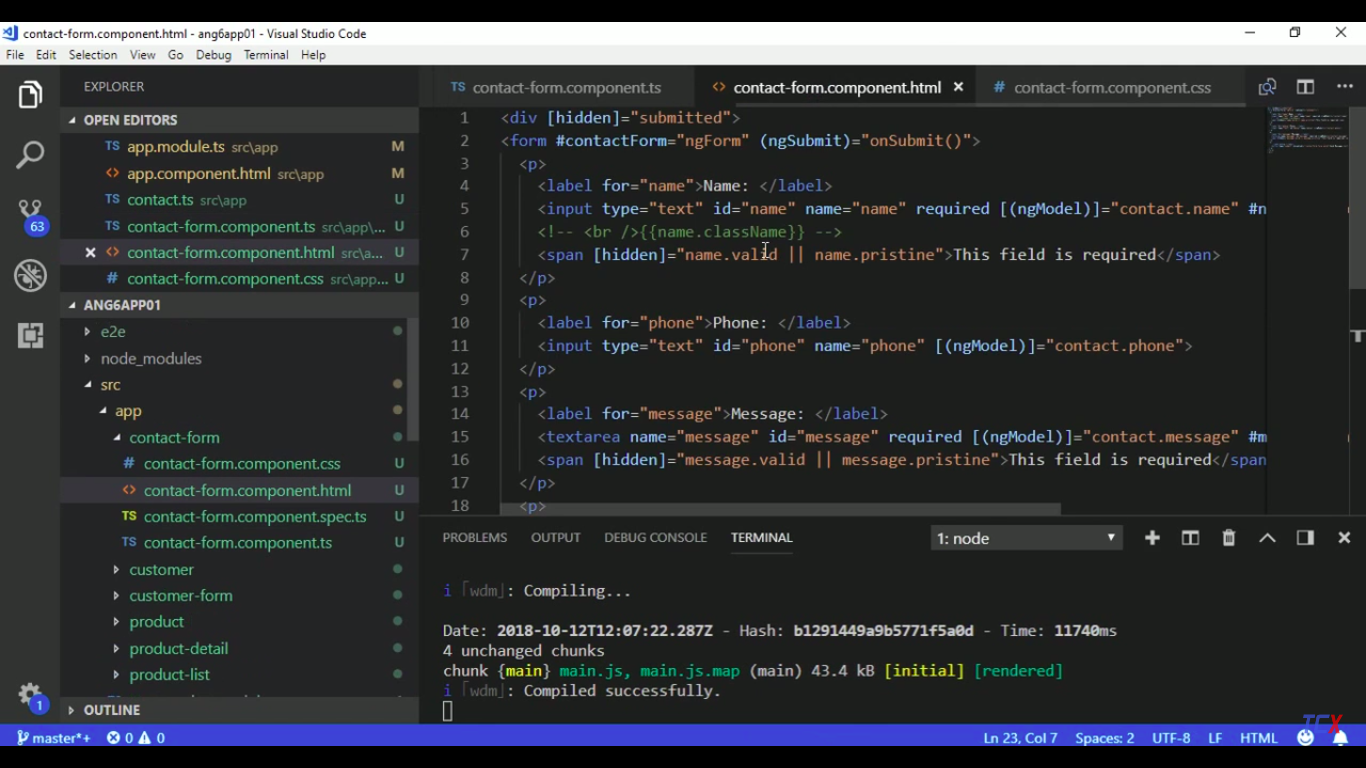 contact-form.component.html - ang6app01 - Visual Studio Code
File Edit Selection View Go Debug Terminal Help
EXPLORER
OPEN EDITORS
TS app.module.ts src\app M
<> app.component.html src\app M
TS contact.ts src\app U
TS contact-form.component.ts src\app\... U
<> contact-form.component.html src\a... U
# contact-form.component.css src\app... U
63
ANG6APP01
e2e
node_modules
src
app
contact-form
# contact-form.component.css U
<> contact-form.component.html U
TS contact-form.component.spec.ts U
TS contact-form.component.ts U
customer
customer-form
product
product-detail
product-list
OUTLINE
1
TS contact-form.component.ts <> contact-form.component.html # contact-form.component.css
1 <div [hidden]="submitted">
2 <form #contactForm="ngForm" (ngSubmit)="onSubmit()">
3 <p>
4 <label for="name">Name: </label>
5 <input type="text" id="name" name="name" required [(ngModel)]="contact.name" #n
6 <!-- <br />{{name.className}} -->
7 <span [hidden]="name.valid || name.pristine">This field is required</span>
8 </p>
9 <p>
10 <label for="phone">Phone: </label>
11 <input type="text" id="phone" name="phone" [(ngModel)]="contact.phone">
12 </p>
13 <p>
14 <label for="message">Message: </label>
15 <textarea name="message" id="message" required [(ngModel)]="contact.message" #m
16 <span [hidden]="message.valid || message.pristine">This field is required</span
17 </p>
18 <p>
PROBLEMS OUTPUT DEBUG CONSOLE TERMINAL 1: node
i ｢wdm｣: Compiling...
Date: 2018-10-12T12:07:22.287Z - Hash: b1291449a9b5771f5a0d - Time: 11740ms
4 unchanged chunks
chunk {main} main.js, main.js.map (main) 43.4 kB [initial] [rendered]
i ｢wdm｣: Compiled successfully.
TCX
master*+ 0 0 Ln 23, Col 7 Spaces: 2 UTF-8 LF HTML